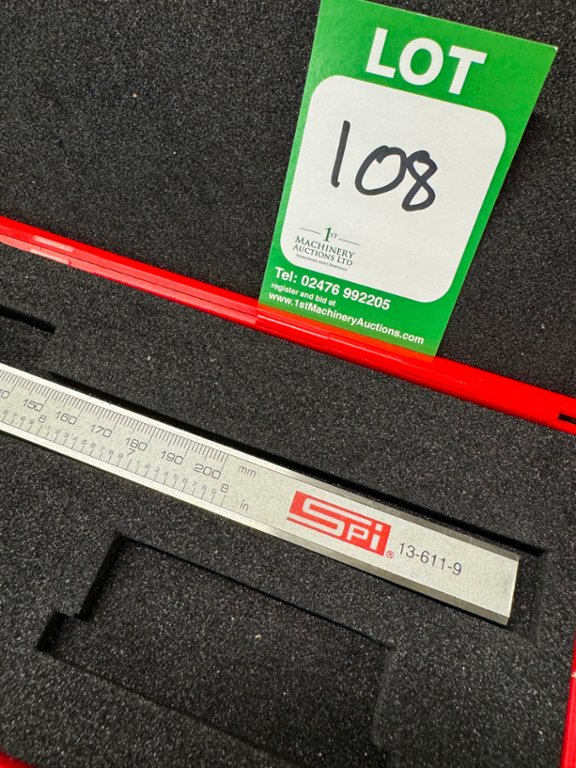 LOT
108
1ST
MACHINERY
AUCTIONS LTD
Tel: 02476 992205
register and bid at
www.1stMachineryAuctions.com
150 160 170 180 190 200 mm
6 7 8 in
SPi® 13-611-9